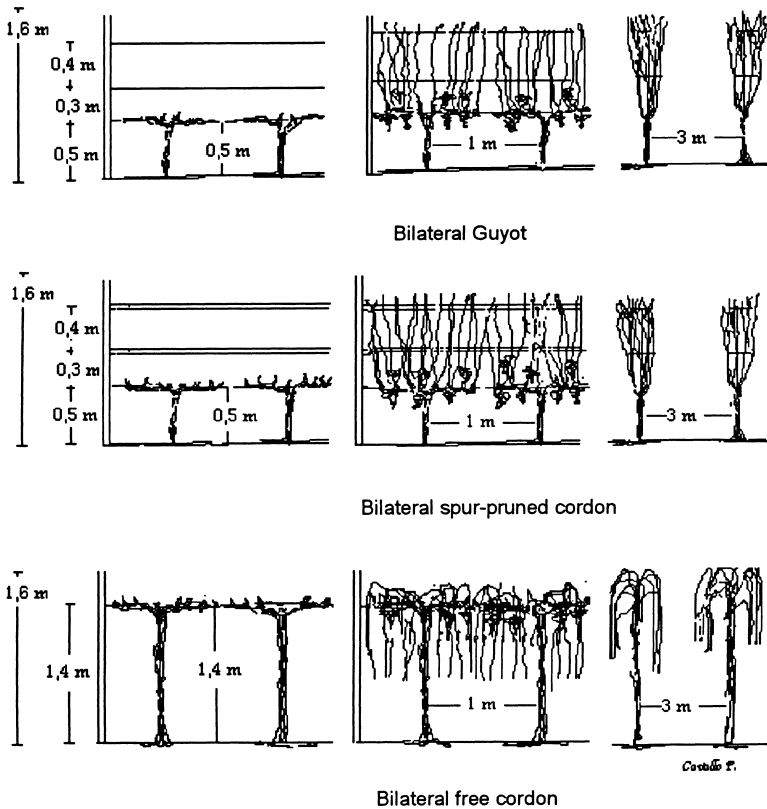 1,6 m
0,4 m
0,3 m
0,5 m
0,5 m
1 m
3 m
Bilateral Guyot
1,6 m
0,4 m
0,3 m
0,5 m
0,5 m
1 m
3 m
Bilateral spur-pruned cordon
1,6 m
1,4 m
1,4 m
1 m
3 m
Bilateral free cordon